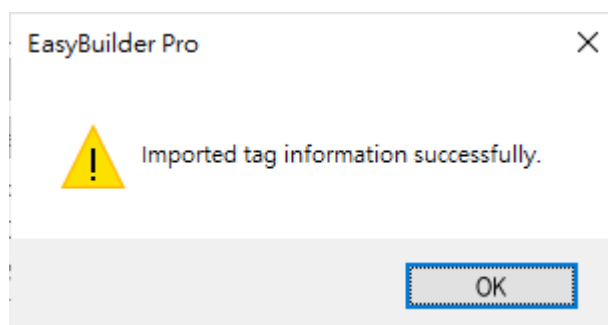 EasyBuilder Pro
Imported tag information successfully.
OK